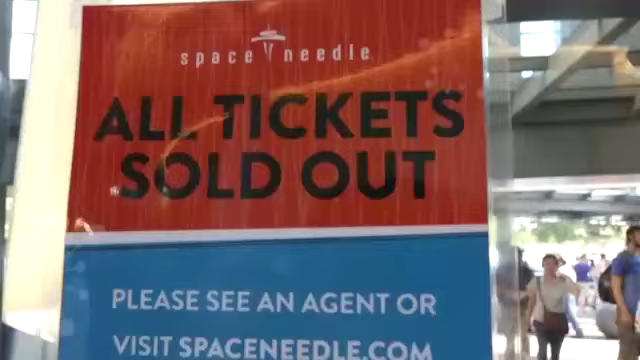 space needle
ALL TICKETS
SOLD OUT
PLEASE SEE AN AGENT OR
VISIT SPACENEEDLE.COM